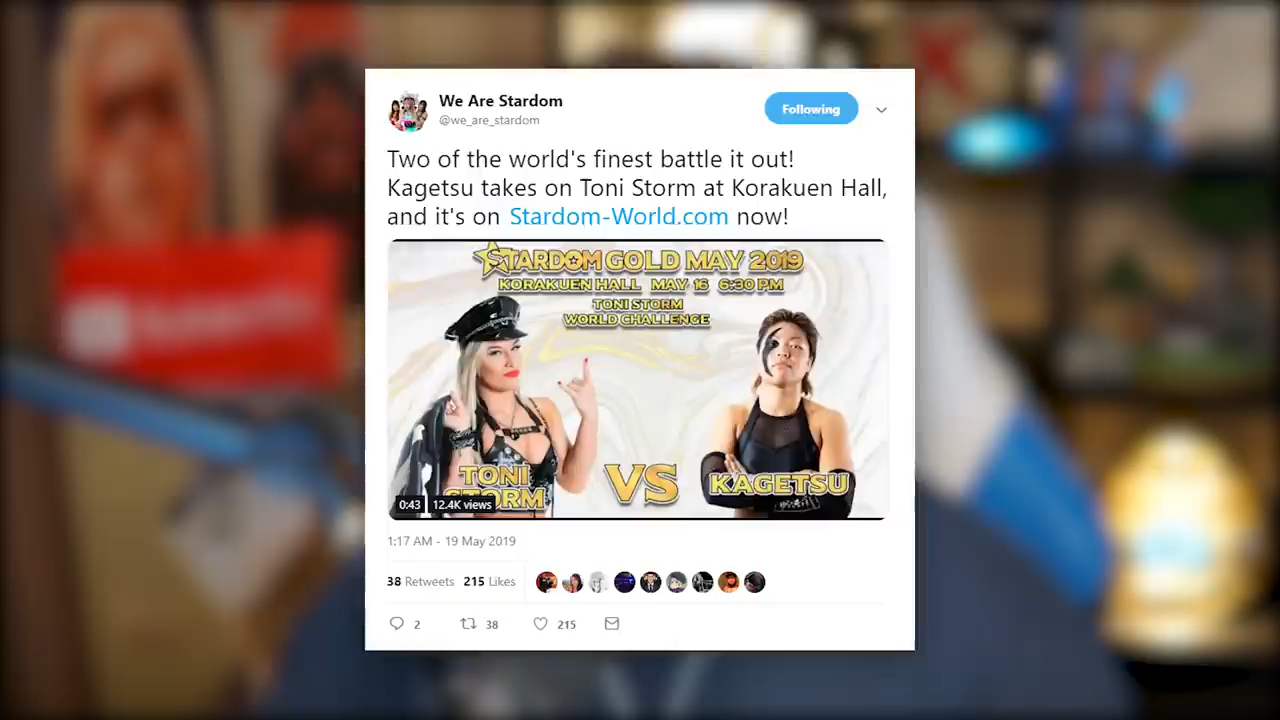 We Are Stardom
@we_are_stardom
Following
Two of the world's finest battle it out!
Kagetsu takes on Toni Storm at Korakuen Hall,
and it's on Stardom-World.com now!
STARDOM GOLD MAY 2019
KORAKUEN HALL MAY 16 6:30PM
TONI STORM
WORLD CHALLENGE
TONI
STORM
VS
KAGETSU
0:43 12.4K views
1:17 AM - 19 May 2019
38 Retweets 215 Likes
2 38 215